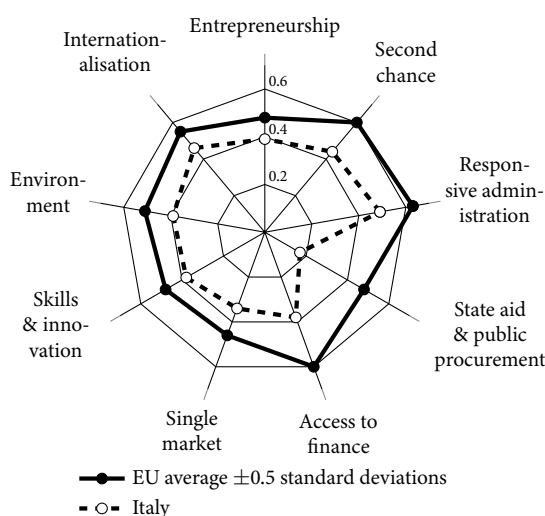 Entrepreneurship
Internation-
alisation
Second
chance
0.6
0.4
0.2
Environ-
ment
Respon-
sive admin-
istration
Skills
& inno-
vation
State aid
& public
procurement
Single
market
Access to
finance
EU average ±0.5 standard deviations
Italy